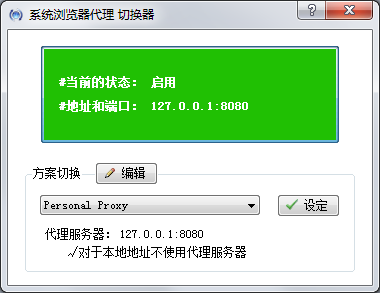 系统浏览器代理 切换器
#当前的状态： 启用
#地址和端口： 127.0.0.1:8080
方案切换 编辑
Personal Proxy 设定
代理服务器：127.0.0.1:8080
√对于本地地址不使用代理服务器